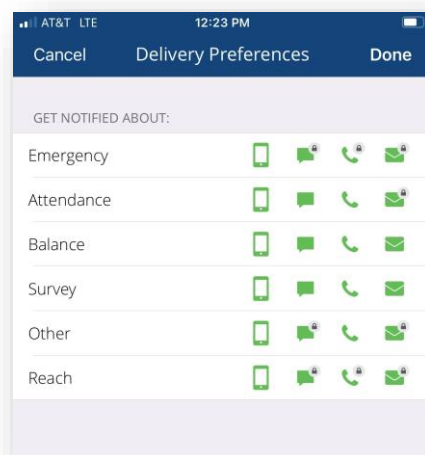 AT&T LTE 12:23 PM
Cancel Delivery Preferences Done
GET NOTIFIED ABOUT:
Emergency
Attendance
Balance
Survey
Other
Reach